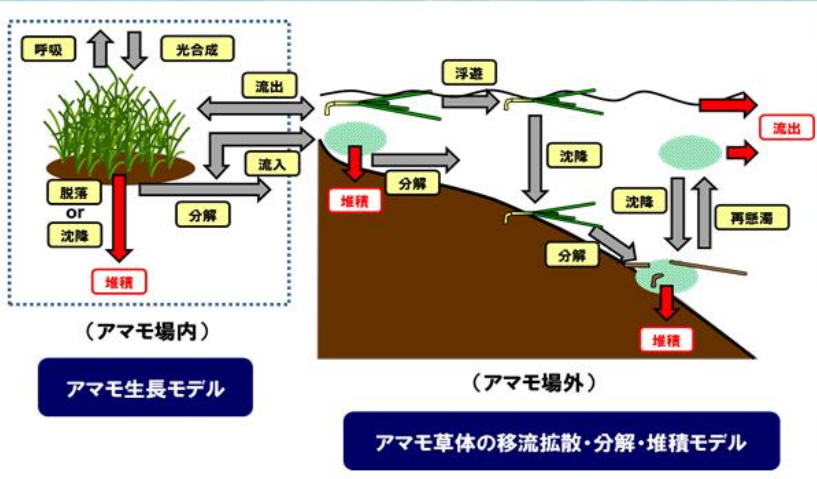 呼吸
光合成
流出
流入
脱落
or
沈降
分解
堆積
(アマモ場内)
アマモ生長モデル
浮遊
流出
沈降
分解
堆積
沈降
再懸濁
分解
堆積
(アマモ場外)
アマモ草体の移流拡散・分解・堆積モデル